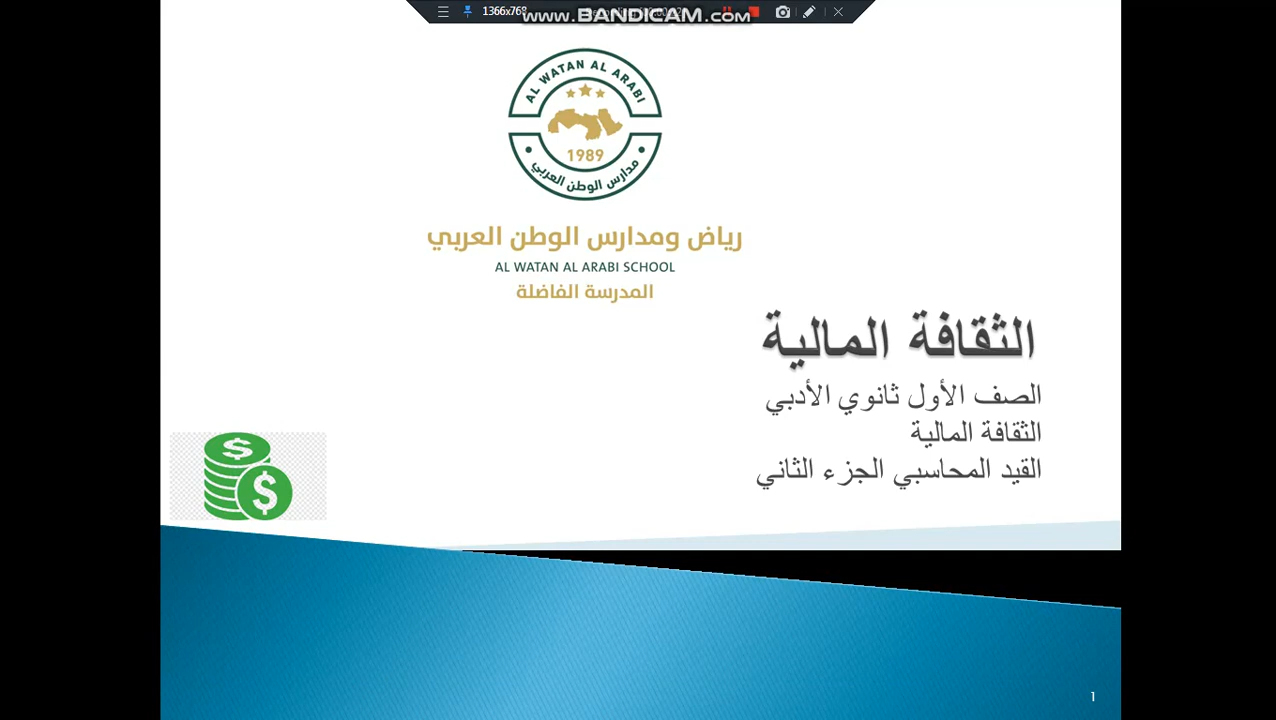 1366x768
www.BANDICAM.com
AL WATAN AL ARABI
1989
مدارس الوطن العربي
رياض ومدارس الوطن العربي
AL WATAN AL ARABI SCHOOL
المدرسة الفاضلة
الثقافة المالية
الصف الأول ثانوي الأدبي
الثقافة المالية
القيد المحاسبي الجزء الثاني
1